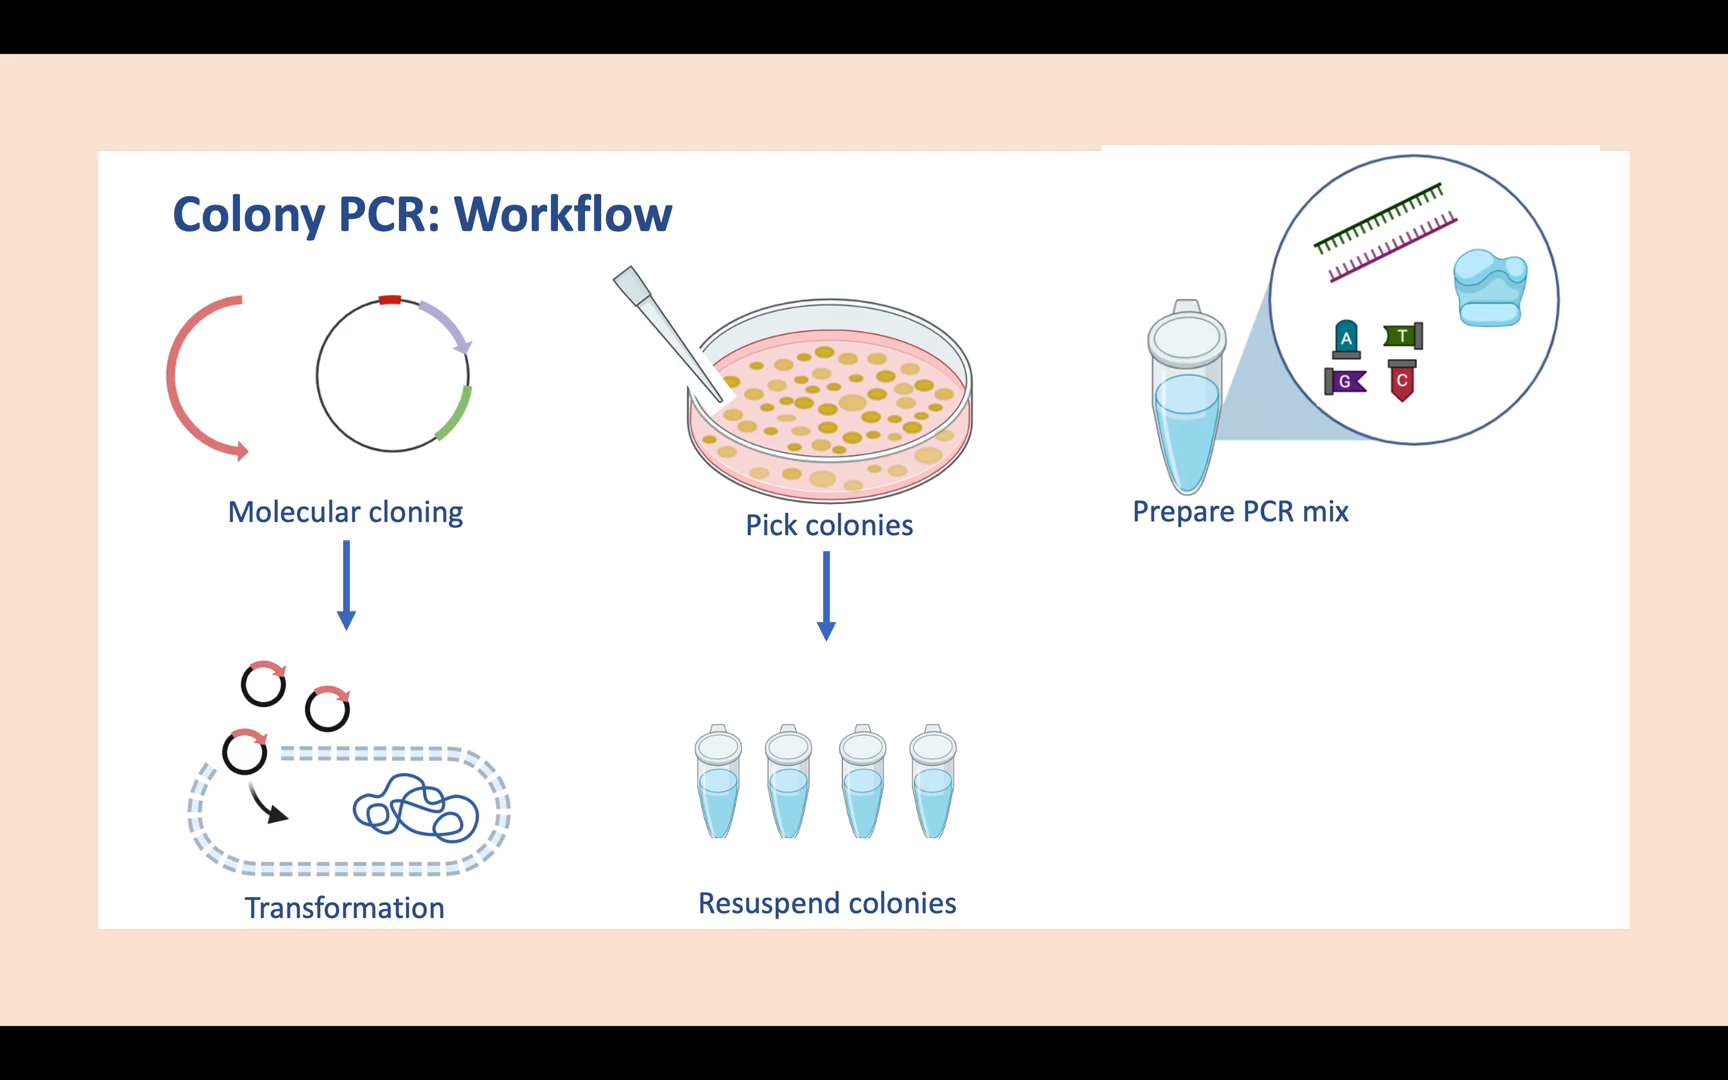 Colony PCR: Workflow
A
T
G
C
Molecular cloning
Pick colonies
Prepare PCR mix
Transformation
Resuspend colonies